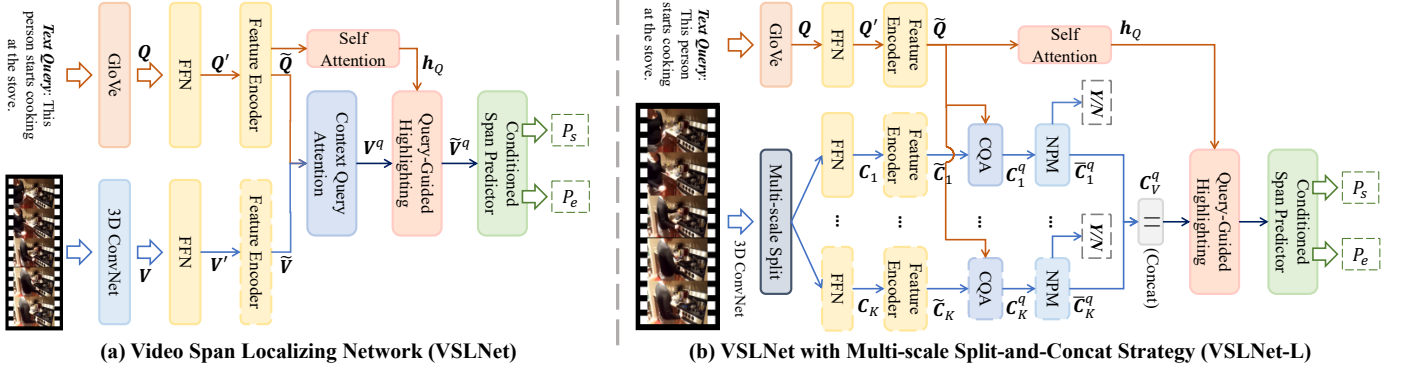 Text Query: This
person starts cooking
at the stove.
GloVe
Q
FFN
Q′
Feature Encoder
Q̃
Self
Attention
h_Q
3D ConvNet
V
FFN
V′
Feature Encoder
Ṽ
Context Query
Attention
V^q
Query-Guided
Highlighting
Ṽ^q
Conditioned
Span Predictor
P_s
P_e
(a) Video Span Localizing Network (VSLNet)
Text Query:
This person
starts cooking
at the stove.
GloVe
Q
FFN
Q′
Feature
Encoder
Q̃
Self
Attention
h_Q
3D ConvNet
Multi-scale Split
FFN
C_1
Feature
Encoder
C̃_1
CQA
C_1^q
NPM
Y/N
C̄_1^q
...
...
...
...
FFN
C_K
Feature
Encoder
C̃_K
CQA
C_K^q
NPM
Y/N
C̄_K^q
C_V^q
||
(Concat)
Query-Guided
Highlighting
Conditioned
Span Predictor
P_s
P_e
(b) VSLNet with Multi-scale Split-and-Concat Strategy (VSLNet-L)